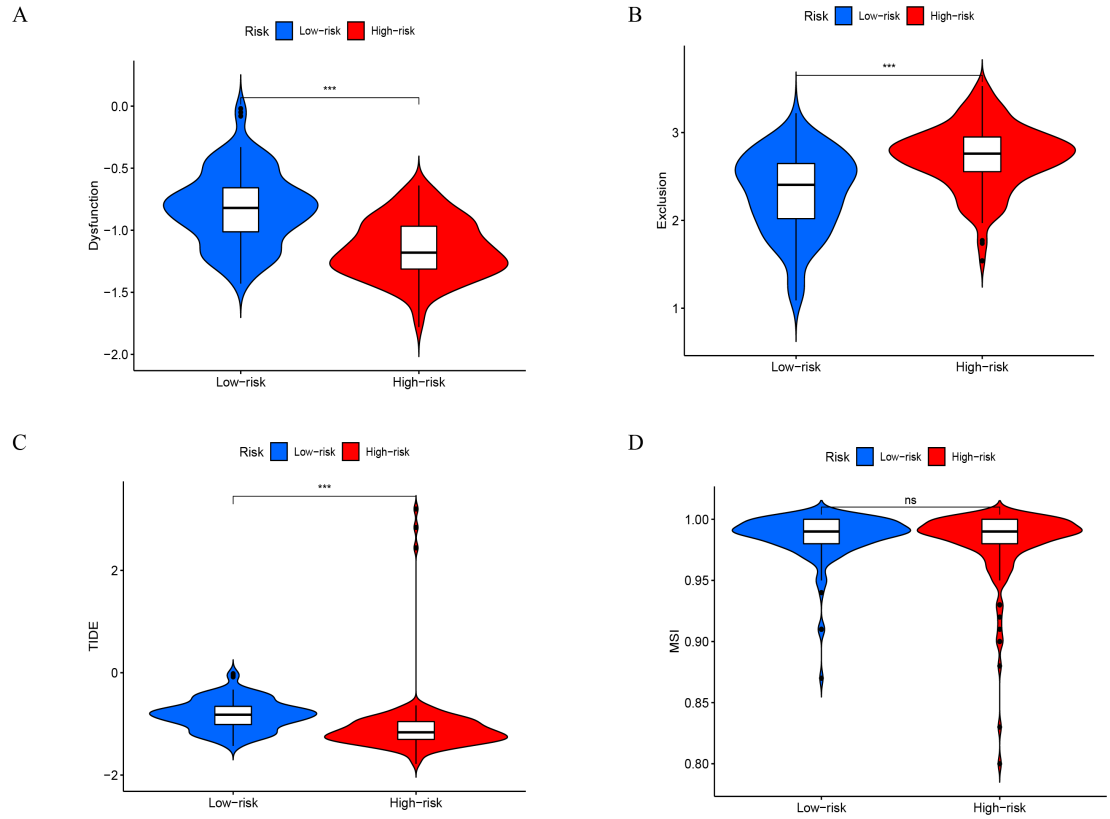 A
Risk Low−risk High−risk
***
0.0
−0.5
−1.0
−1.5
−2.0
Dysfunction
Low−risk High−risk
B
Risk Low−risk High−risk
***
3
2
1
Exclusion
Low−risk High−risk
C
Risk Low−risk High−risk
***
2
0
−2
TIDE
Low−risk High−risk
D
Risk Low−risk High−risk
ns
1.00
0.95
0.90
0.85
0.80
MSI
Low−risk High−risk